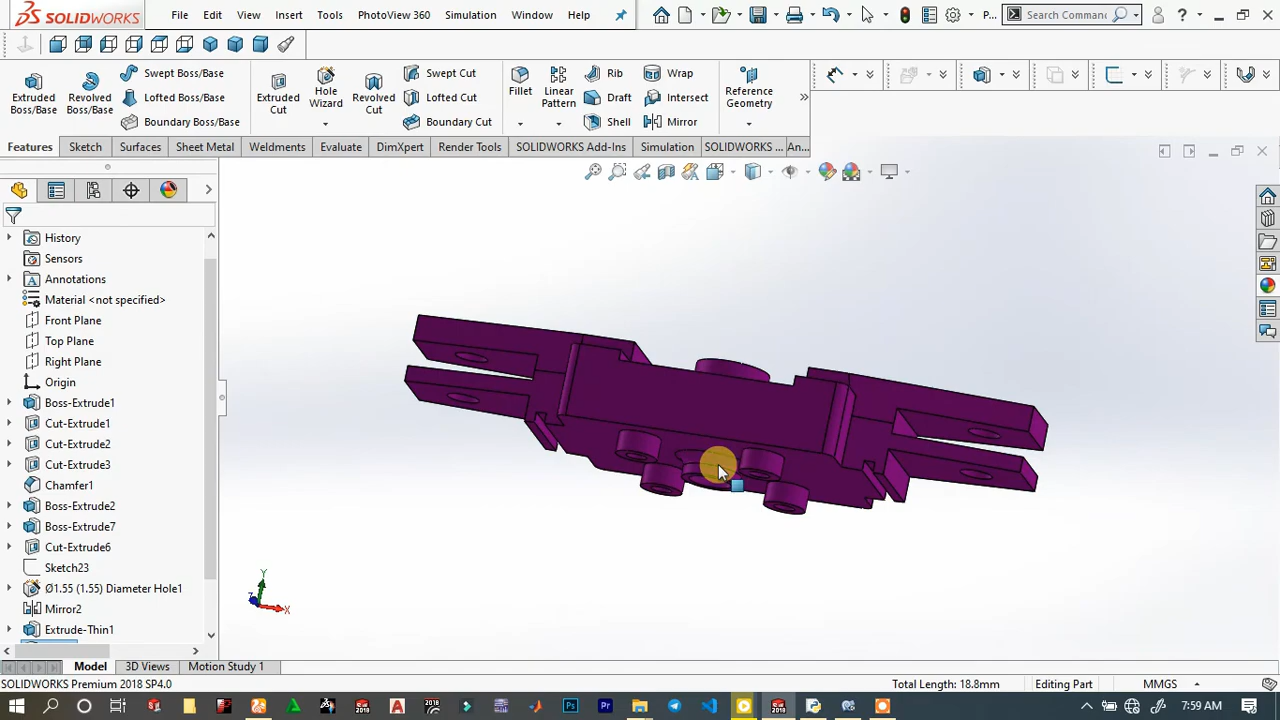 SOLIDWORKS File Edit View Insert Tools PhotoView 360 Simulation Window Help P... Search Commanc ?
Extruded Boss/Base
Revolved Boss/Base
Swept Boss/Base
Lofted Boss/Base
Boundary Boss/Base
Extruded Cut
Hole Wizard
Revolved Cut
Swept Cut
Lofted Cut
Boundary Cut
Fillet
Linear Pattern
Rib
Draft
Shell
Wrap
Intersect
Mirror
Reference Geometry
Features Sketch Surfaces Sheet Metal Weldments Evaluate DimXpert Render Tools SOLIDWORKS Add-Ins Simulation SOLIDWORKS ... An...
History
Sensors
Annotations
Material <not specified>
Front Plane
Top Plane
Right Plane
Origin
Boss-Extrude1
Cut-Extrude1
Cut-Extrude2
Cut-Extrude3
Chamfer1
Boss-Extrude2
Boss-Extrude7
Cut-Extrude6
Sketch23
Ø1.55 (1.55) Diameter Hole1
Mirror2
Extrude-Thin1
Y
Z X
Model 3D Views Motion Study 1
SOLIDWORKS Premium 2018 SP4.0 Total Length: 18.8mm Editing Part MMGS
7:59 AM